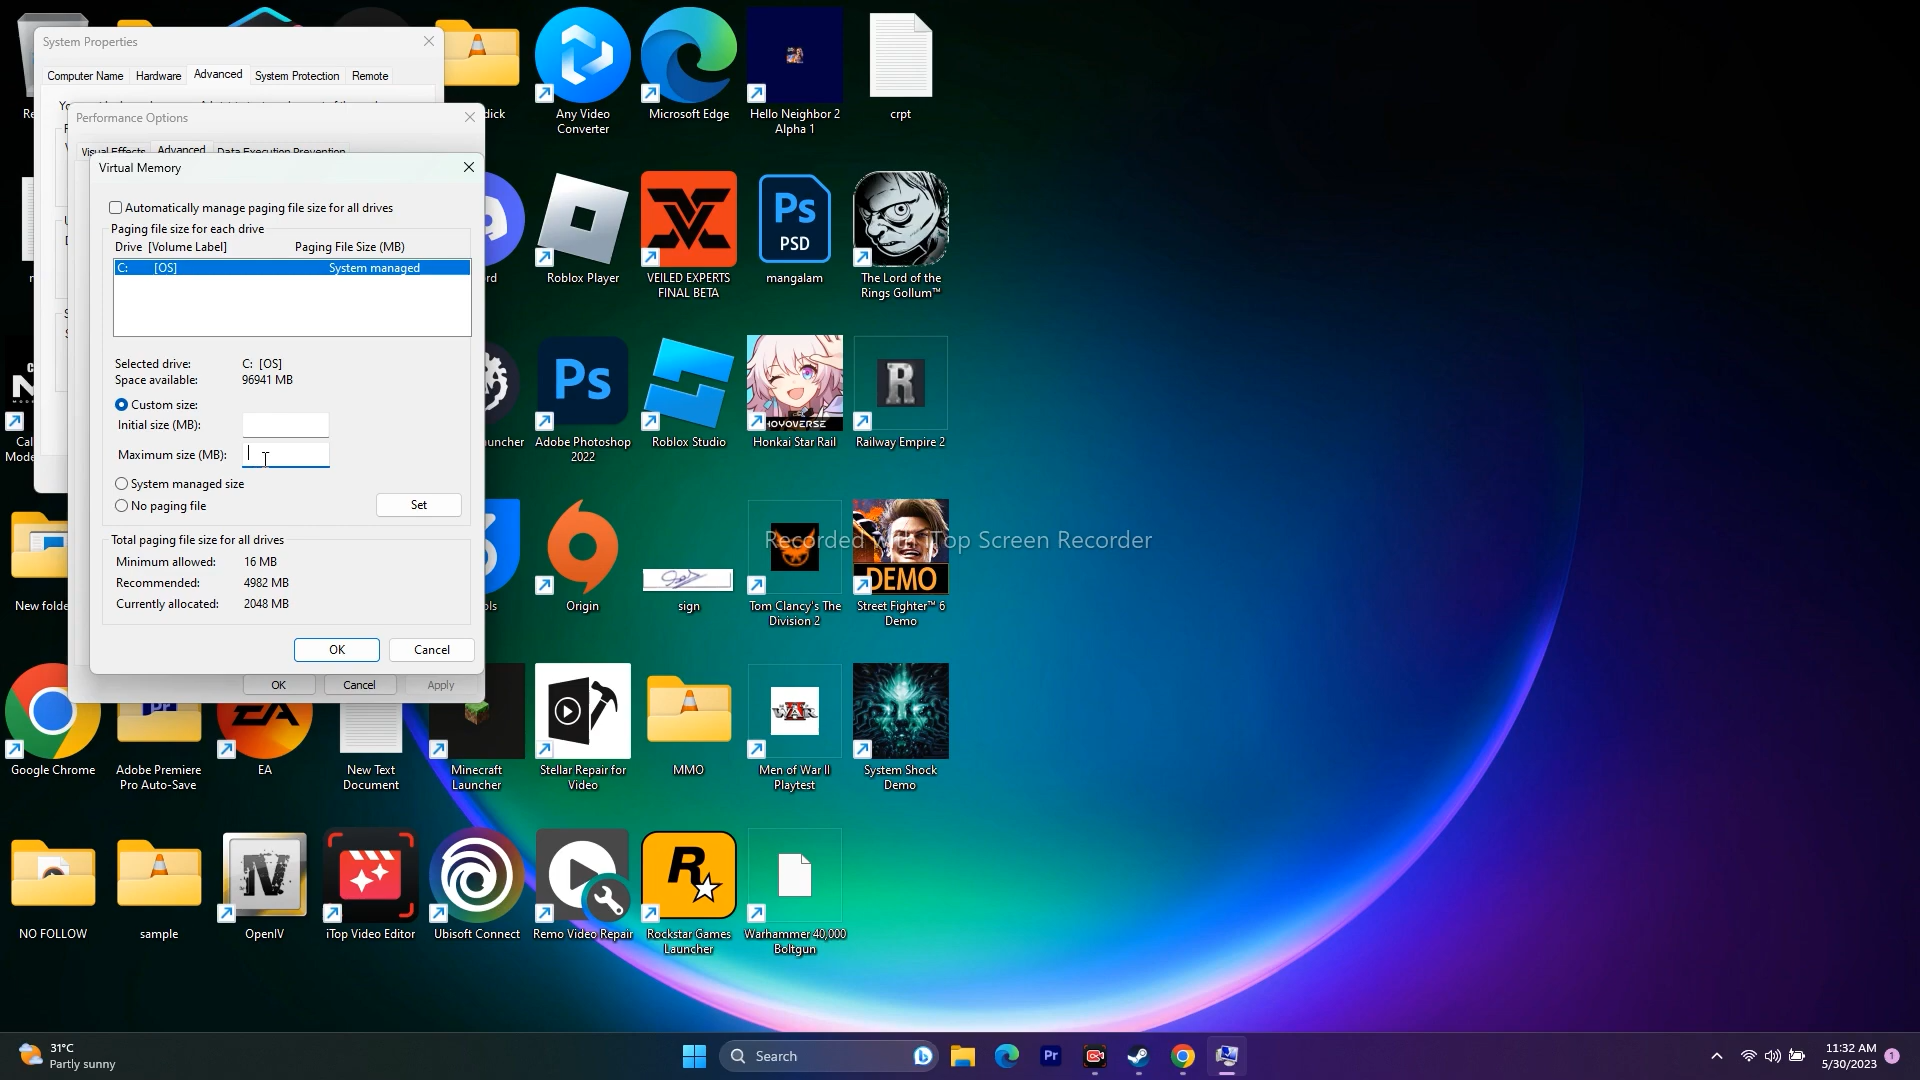 System Properties
Computer Name
Hardware
Advanced
System Protection
Remote
Performance Options
Visual Effects
Advanced
Data Execution Prevention
Virtual Memory
Automatically manage paging file size for all drives
Paging file size for each drive
Drive [Volume Label]
Paging File Size (MB)
C: [OS]
System managed
Selected drive: C: [OS]
Space available: 96941 MB
Custom size:
Initial size (MB):
Maximum size (MB):
System managed size
No paging file
Set
Total paging file size for all drives
Minimum allowed: 16 MB
Recommended: 4982 MB
Currently allocated: 2048 MB
OK
Cancel
OK
Cancel
Apply
Any Video
Converter
Microsoft Edge
Hello Neighbor 2
Alpha 1
crpt
Roblox Player
VEILED EXPERTS
FINAL BETA
Ps
PSD
mangalam
The Lord of the
Rings Gollum™
Ps
Adobe Photoshop
2022
Roblox Studio
HOYOVERSE
Honkai Star Rail
R
Railway Empire 2
Recorded with iTop Screen Recorder
Origin
sign
Tom Clancy's The
Division 2
DEMO
Street Fighter™ 6
Demo
New folde
Google Chrome
Adobe Premiere
Pro Auto-Save
EA
EA
New Text
Document
Minecraft
Launcher
Stellar Repair for
Video
MMO
Men of War II
Playtest
System Shock
Demo
NO FOLLOW
sample
OpenIV
iTop Video Editor
Ubisoft Connect
Remo Video Repair
R
Rockstar Games
Launcher
Warhammer 40,000
Boltgun
31°C
Partly sunny
Search
Pr
11:32 AM
5/30/2023
1